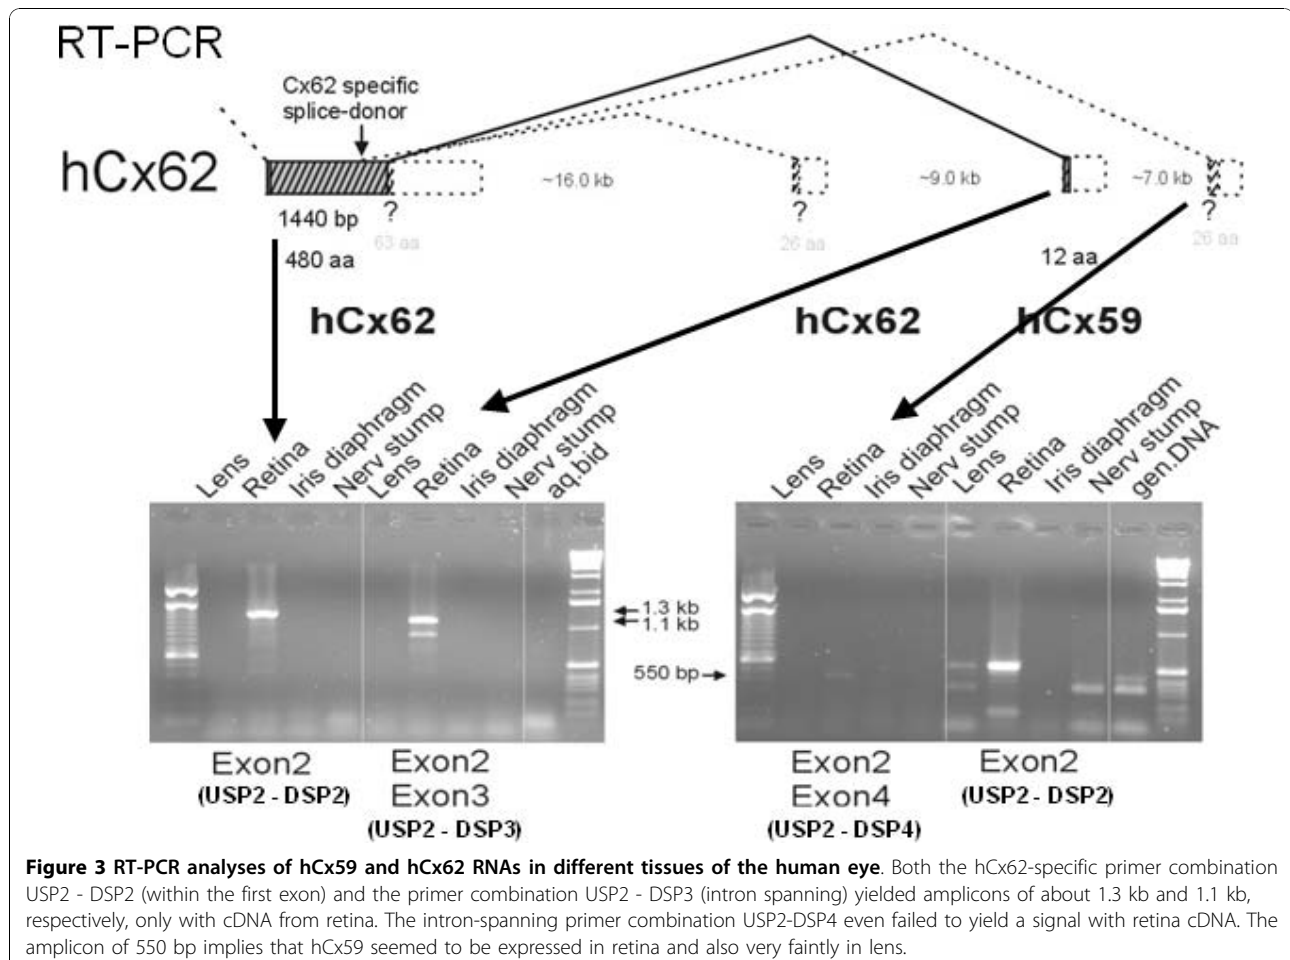 RT-PCR
Cx62 specific
splice-donor
hCx62
~16.0 kb
~9.0 kb
~7.0 kb
1440 bp
?
?
?
63 aa
26 aa
26 aa
480 aa
12 aa
hCx62
hCx62
hCx59
Lens
Retina
Iris diaphragm
Nerv stump
Lens
Retina
Iris diaphragm
Nerv stump
aq.bid
Lens
Retina
Iris diaphragm
Nerv stump
Lens
Retina
Iris diaphragm
Nerv stump
gen.DNA
1.3 kb
1.1 kb
550 bp
Exon2
(USP2 - DSP2)
Exon2
Exon3
(USP2 - DSP3)
Exon2
Exon4
(USP2 - DSP4)
Exon2
(USP2 - DSP2)
Figure 3 RT-PCR analyses of hCx59 and hCx62 RNAs in different tissues of the human eye. Both the hCx62-specific primer combination
USP2 - DSP2 (within the first exon) and the primer combination USP2 - DSP3 (intron spanning) yielded amplicons of about 1.3 kb and 1.1 kb,
respectively, only with cDNA from retina. The intron-spanning primer combination USP2-DSP4 even failed to yield a signal with retina cDNA. The
amplicon of 550 bp implies that hCx59 seemed to be expressed in retina and also very faintly in lens.